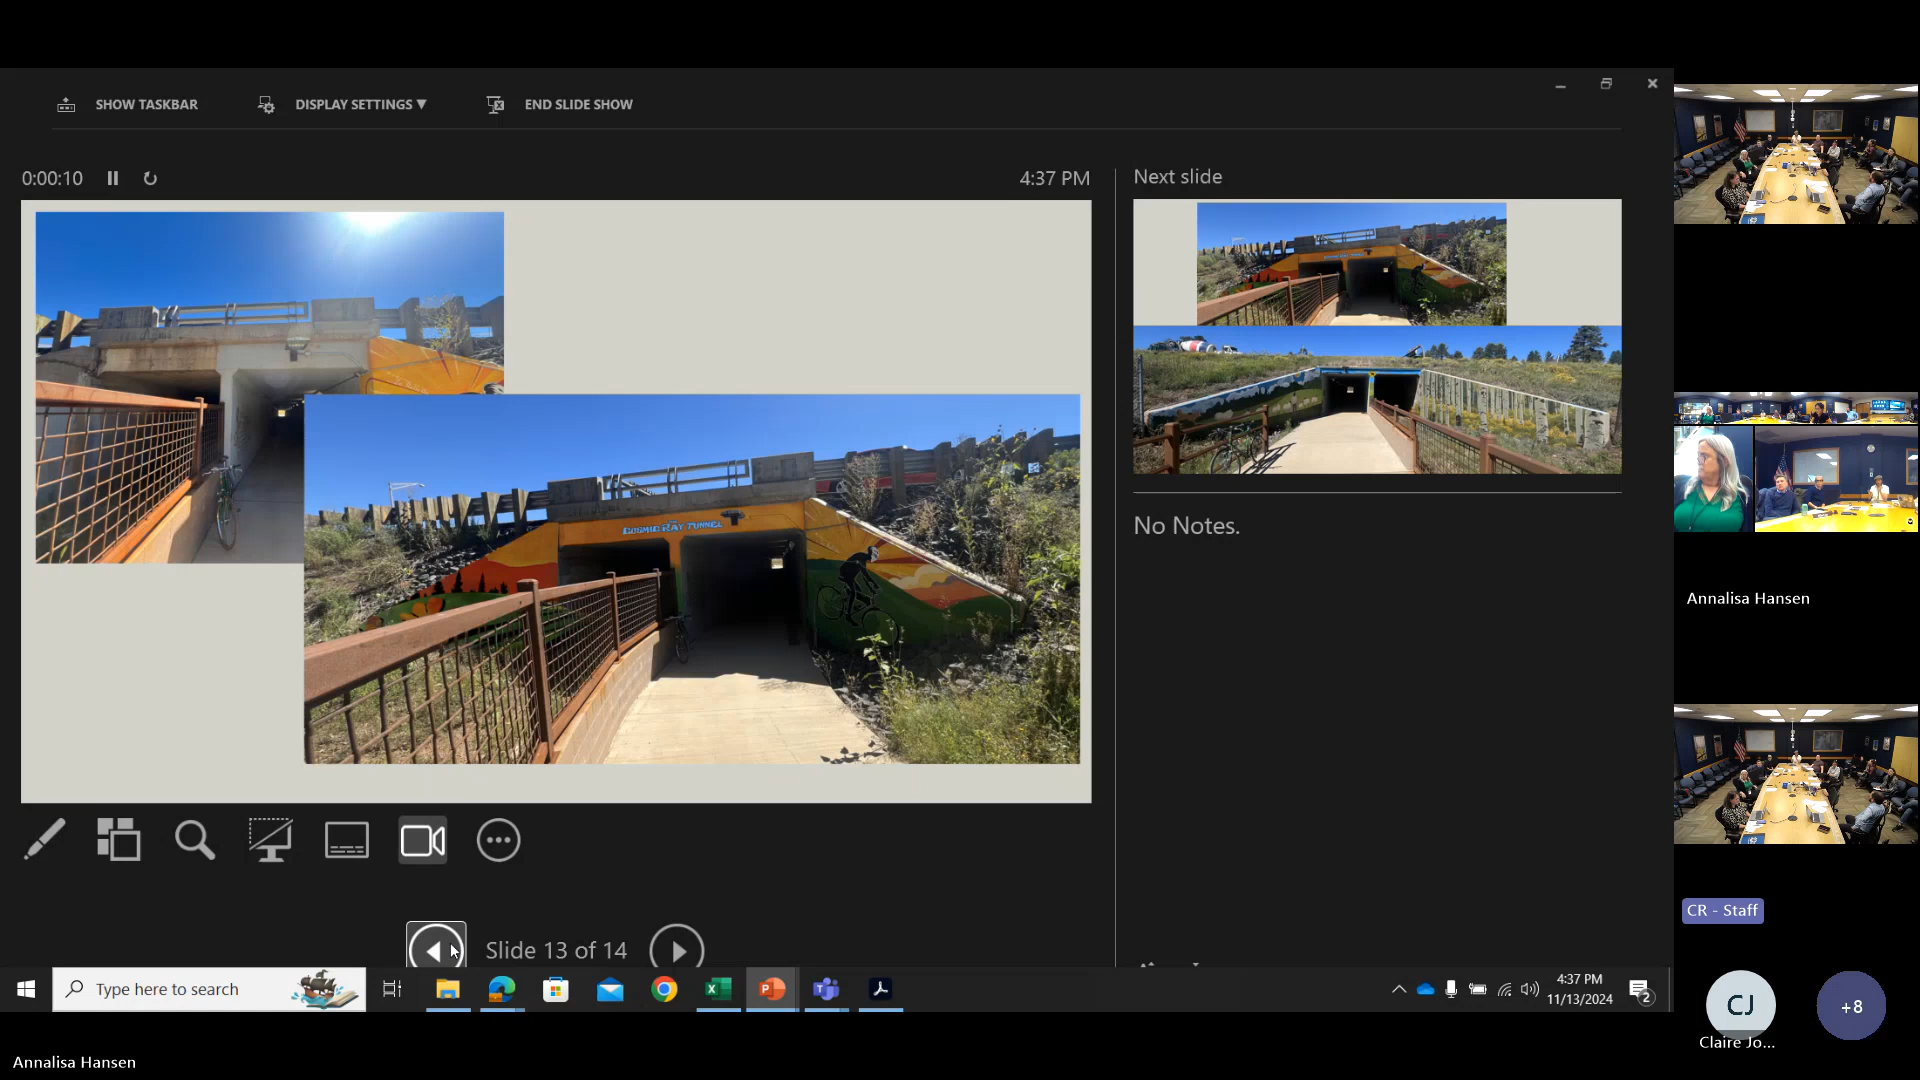 SHOW TASKBAR
DISPLAY SETTINGS ▼
END SLIDE SHOW
0:00:10
4:37 PM
Next slide
COSMIC RAY TUNNEL
No Notes.
Annalisa Hansen
CR - Staff
Slide 13 of 14
Type here to search
4:37 PM
11/13/2024
2
CJ
+8
Claire Jo...
Annalisa Hansen